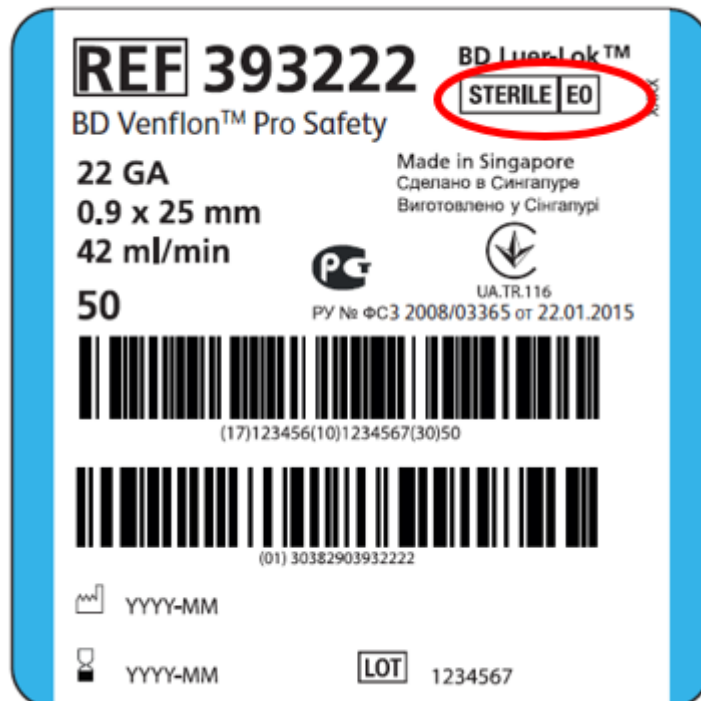 REF 393222
BD Luer-Lok™
STERILE EO
BD Venflon™ Pro Safety
22 GA
0.9 x 25 mm
42 ml/min
50
Made in Singapore
Сделано в Сингапуре
Виготовлено у Сінгапурі
UA.TR.116
РУ № ФСЗ 2008/03365 от 22.01.2015
(17)123456(10)1234567(30)50
(01) 30382903932222
YYYY-MM
YYYY-MM
LOT 1234567